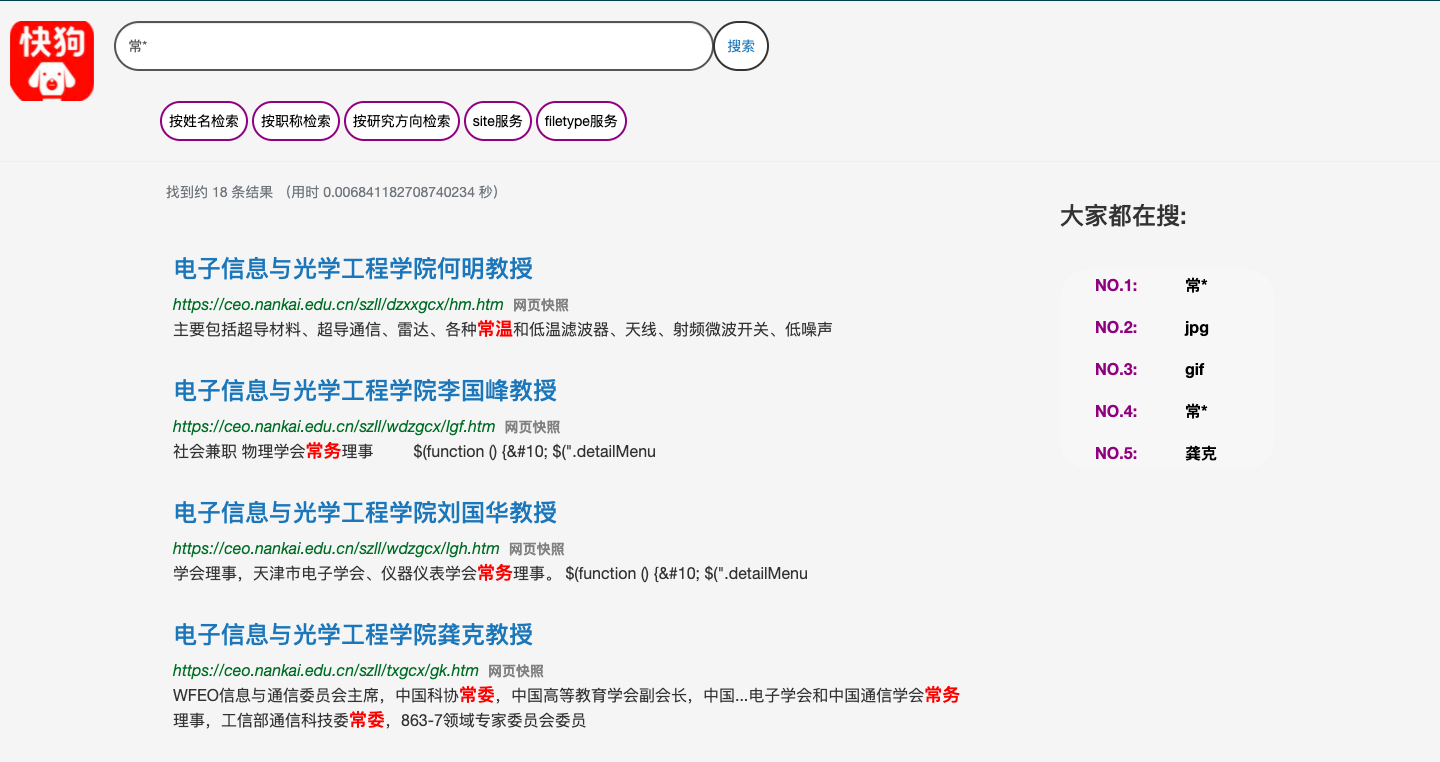 快狗
常*
搜索
按姓名检索
按职称检索
按研究方向检索
site服务
filetype服务
找到约 18 条结果 （用时 0.006841182708740234 秒）
电子信息与光学工程学院何明教授
https://ceo.nankai.edu.cn/szll/dzxxgcx/hm.htm 网页快照
主要包括超导材料、超导通信、雷达、各种常温和低温滤波器、天线、射频微波开关、低噪声
电子信息与光学工程学院李国峰教授
https://ceo.nankai.edu.cn/szll/wdzgcx/lgf.htm 网页快照
社会兼职 物理学会常务理事 $(function () {&#10; $(".detailMenu
电子信息与光学工程学院刘国华教授
https://ceo.nankai.edu.cn/szll/wdzgcx/lgh.htm 网页快照
学会理事，天津市电子学会、仪器仪表学会常务理事。 $(function () {&#10; $(".detailMenu
电子信息与光学工程学院龚克教授
https://ceo.nankai.edu.cn/szll/txgcx/gk.htm 网页快照
WFEO信息与通信委员会主席，中国科协常委，中国高等教育学会副会长，中国...电子学会和中国通信学会常务
理事，工信部通信科技委常委，863-7领域专家委员会委员
大家都在搜:
NO.1: 常*
NO.2: jpg
NO.3: gif
NO.4: 常*
NO.5: 龚克